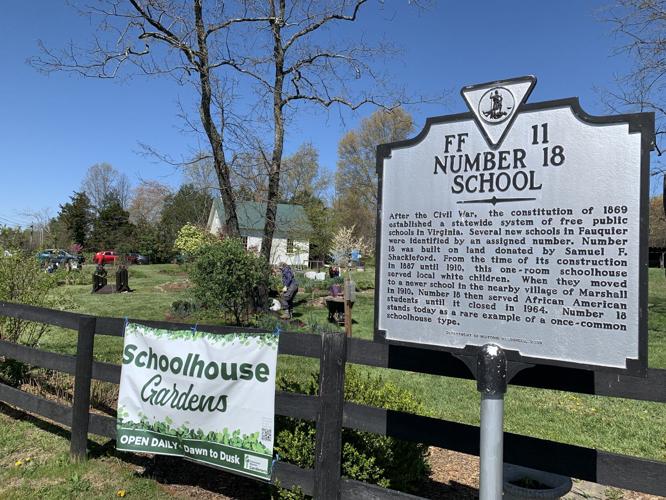 FF 11
NUMBER 18
SCHOOL
After the Civil War, the constitution of 1869
established a statewide system of free public
schools in Virginia. Several new schools in Fauquier
were identified by an assigned number. Number
18 was built on land donated by Samuel F.
Shackleford. From the time of its construction
in 1887 until 1910, this one-room schoolhouse
served local white children. When they moved
to a newer school in the nearby village of Marshall
in 1910, Number 18 then served African American
students until it closed in 1964. Number 18
stands today as a rare example of a once-common
schoolhouse type.
DEPARTMENT OF HISTORIC RESOURCES,
Schoolhouse
Gardens
OPEN DAILY • Dawn to Dusk